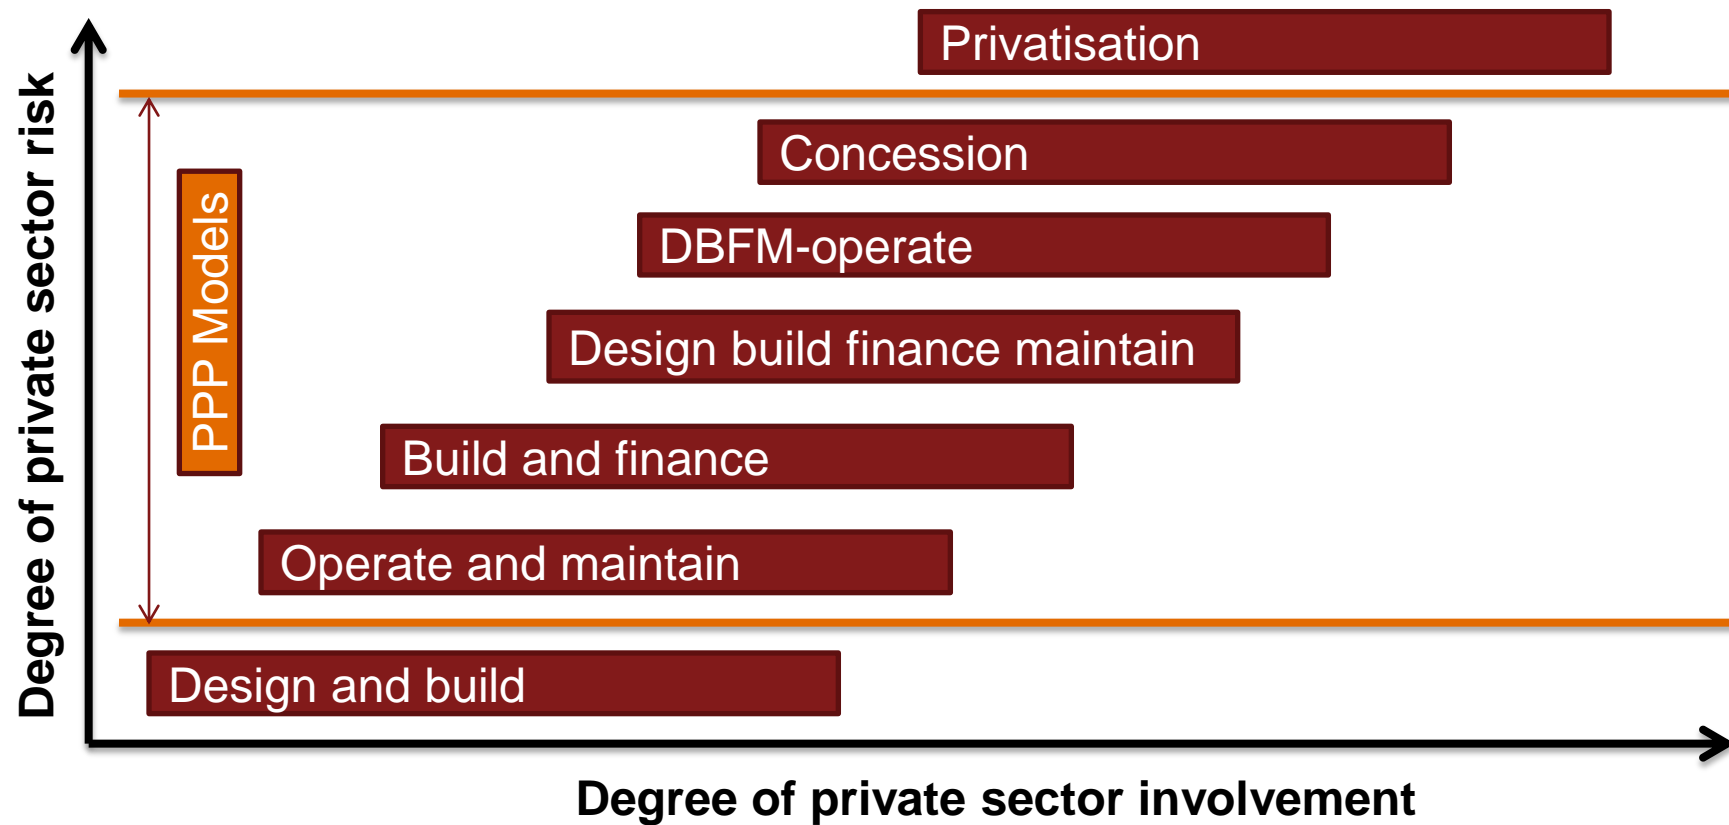 Degree of private sector risk
PPP Models
Privatisation
Concession
DBFM-operate
Design build finance maintain
Build and finance
Operate and maintain
Design and build
Degree of private sector involvement